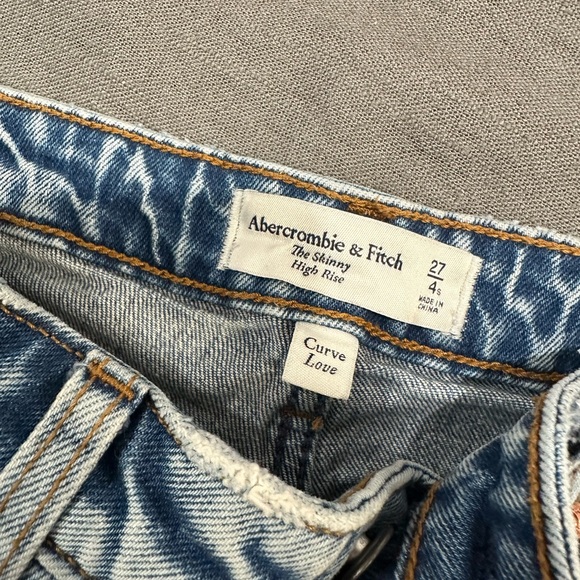 Abercrombie & Fitch
The Skinny
High Rise
27
4s
MADE IN
CHINA
Curve
Love